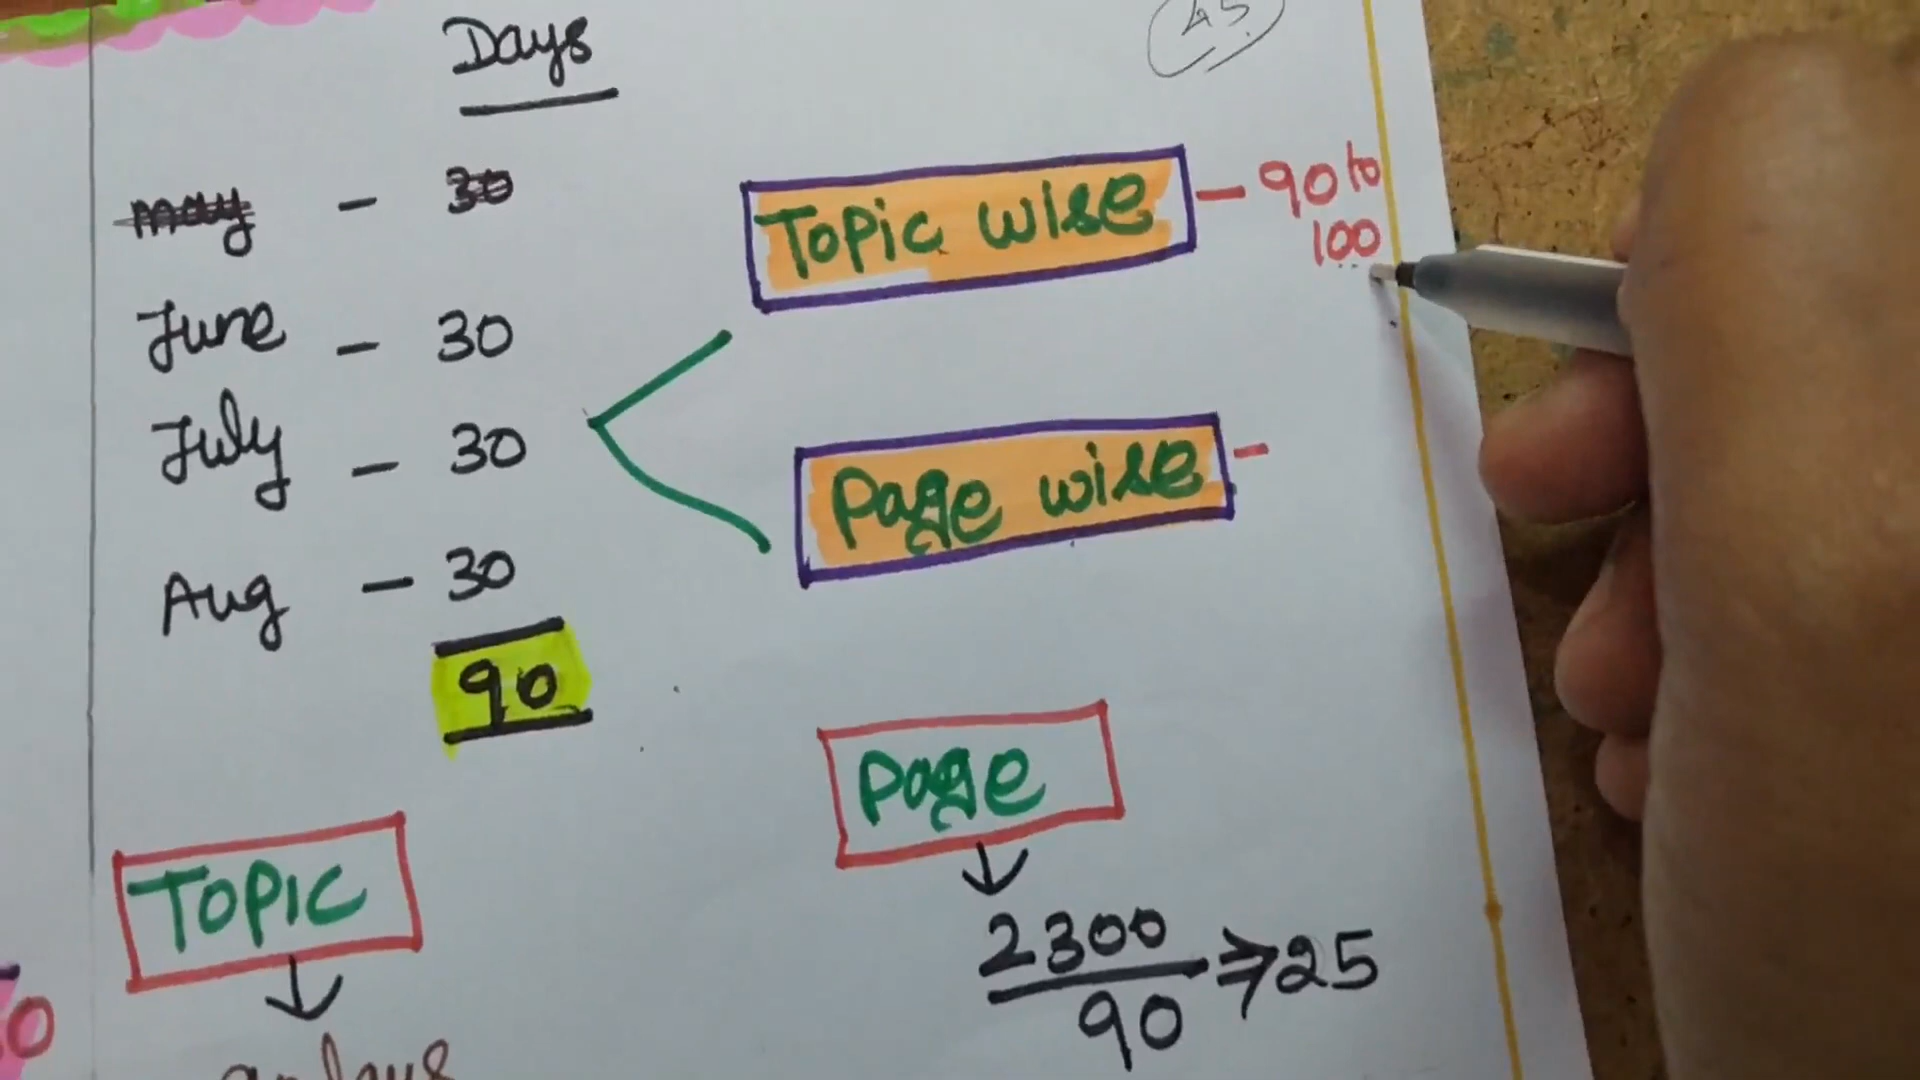 45
Days
may - 30
June - 30
July - 30
Aug - 30
90
Topic wise - 90 to
100
Page wise -
Topic
Page
2300
90
⇒ 25